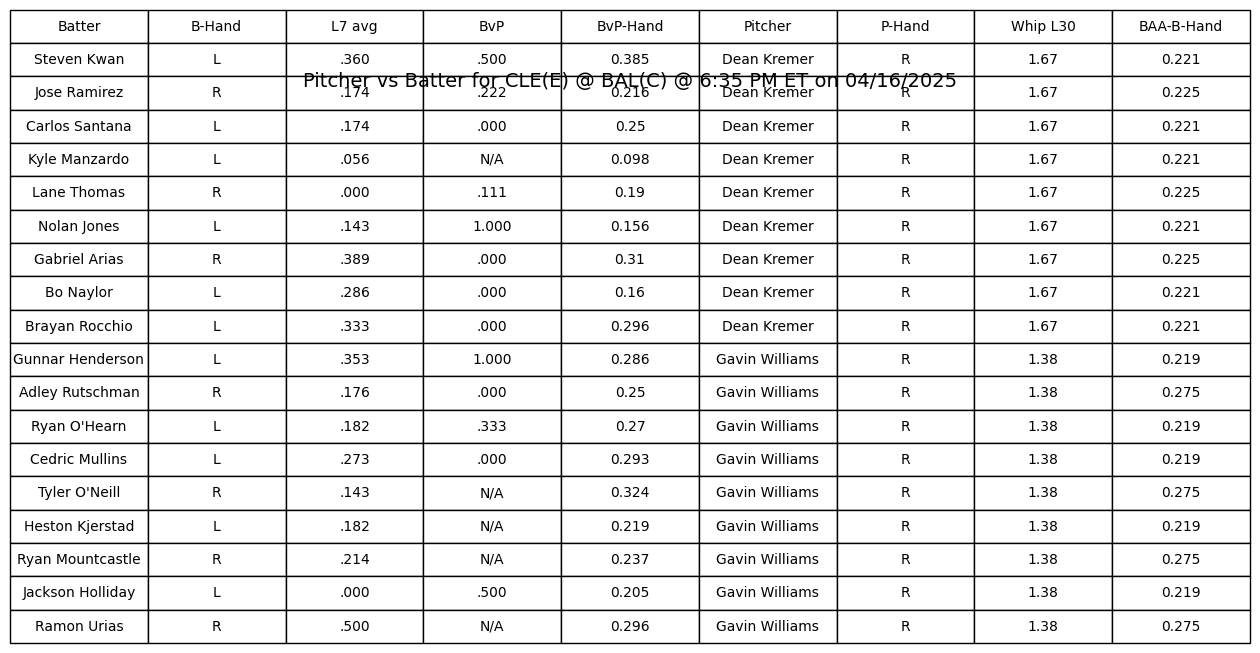 Batter B-Hand L7 avg BvP BvP-Hand Pitcher P-Hand Whip L30 BAA-B-Hand
Steven Kwan L .360 .500 0.385 Dean Kremer R 1.67 0.221
Pitcher vs Batter for CLE(E) @ BAL(C) @ 6:35 PM ET on 04/16/2025
Jose Ramirez R .174 .222 0.216 Dean Kremer R 1.67 0.225
Carlos Santana L .174 .000 0.25 Dean Kremer R 1.67 0.221
Kyle Manzardo L .056 N/A 0.098 Dean Kremer R 1.67 0.221
Lane Thomas R .000 .111 0.19 Dean Kremer R 1.67 0.225
Nolan Jones L .143 1.000 0.156 Dean Kremer R 1.67 0.221
Gabriel Arias R .389 .000 0.31 Dean Kremer R 1.67 0.225
Bo Naylor L .286 .000 0.16 Dean Kremer R 1.67 0.221
Brayan Rocchio L .333 .000 0.296 Dean Kremer R 1.67 0.221
Gunnar Henderson L .353 1.000 0.286 Gavin Williams R 1.38 0.219
Adley Rutschman R .176 .000 0.25 Gavin Williams R 1.38 0.275
Ryan O'Hearn L .182 .333 0.27 Gavin Williams R 1.38 0.219
Cedric Mullins L .273 .000 0.293 Gavin Williams R 1.38 0.219
Tyler O'Neill R .143 N/A 0.324 Gavin Williams R 1.38 0.275
Heston Kjerstad L .182 N/A 0.219 Gavin Williams R 1.38 0.219
Ryan Mountcastle R .214 N/A 0.237 Gavin Williams R 1.38 0.275
Jackson Holliday L .000 .500 0.205 Gavin Williams R 1.38 0.219
Ramon Urias R .500 N/A 0.296 Gavin Williams R 1.38 0.275